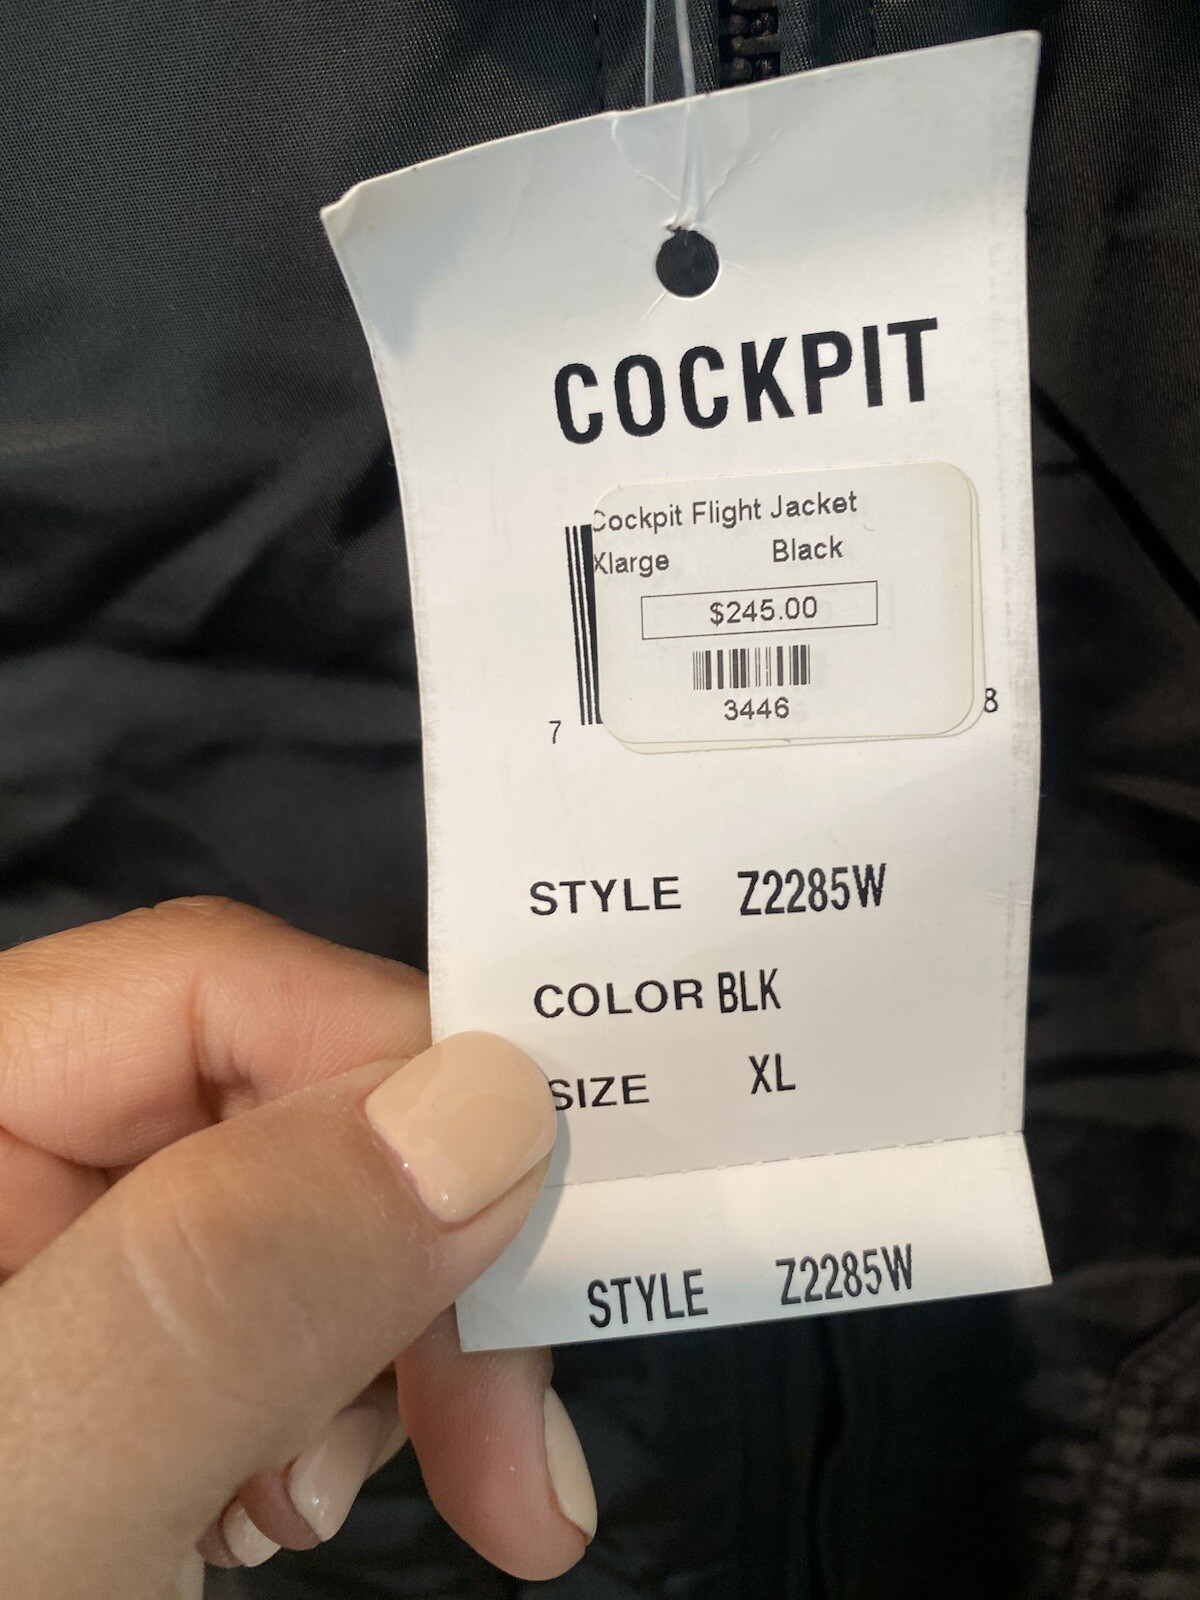 COCKPIT
Cockpit Flight Jacket
Xlarge Black
$245.00
3446
7 8
STYLE Z2285W
COLOR BLK
SIZE XL
STYLE Z2285W